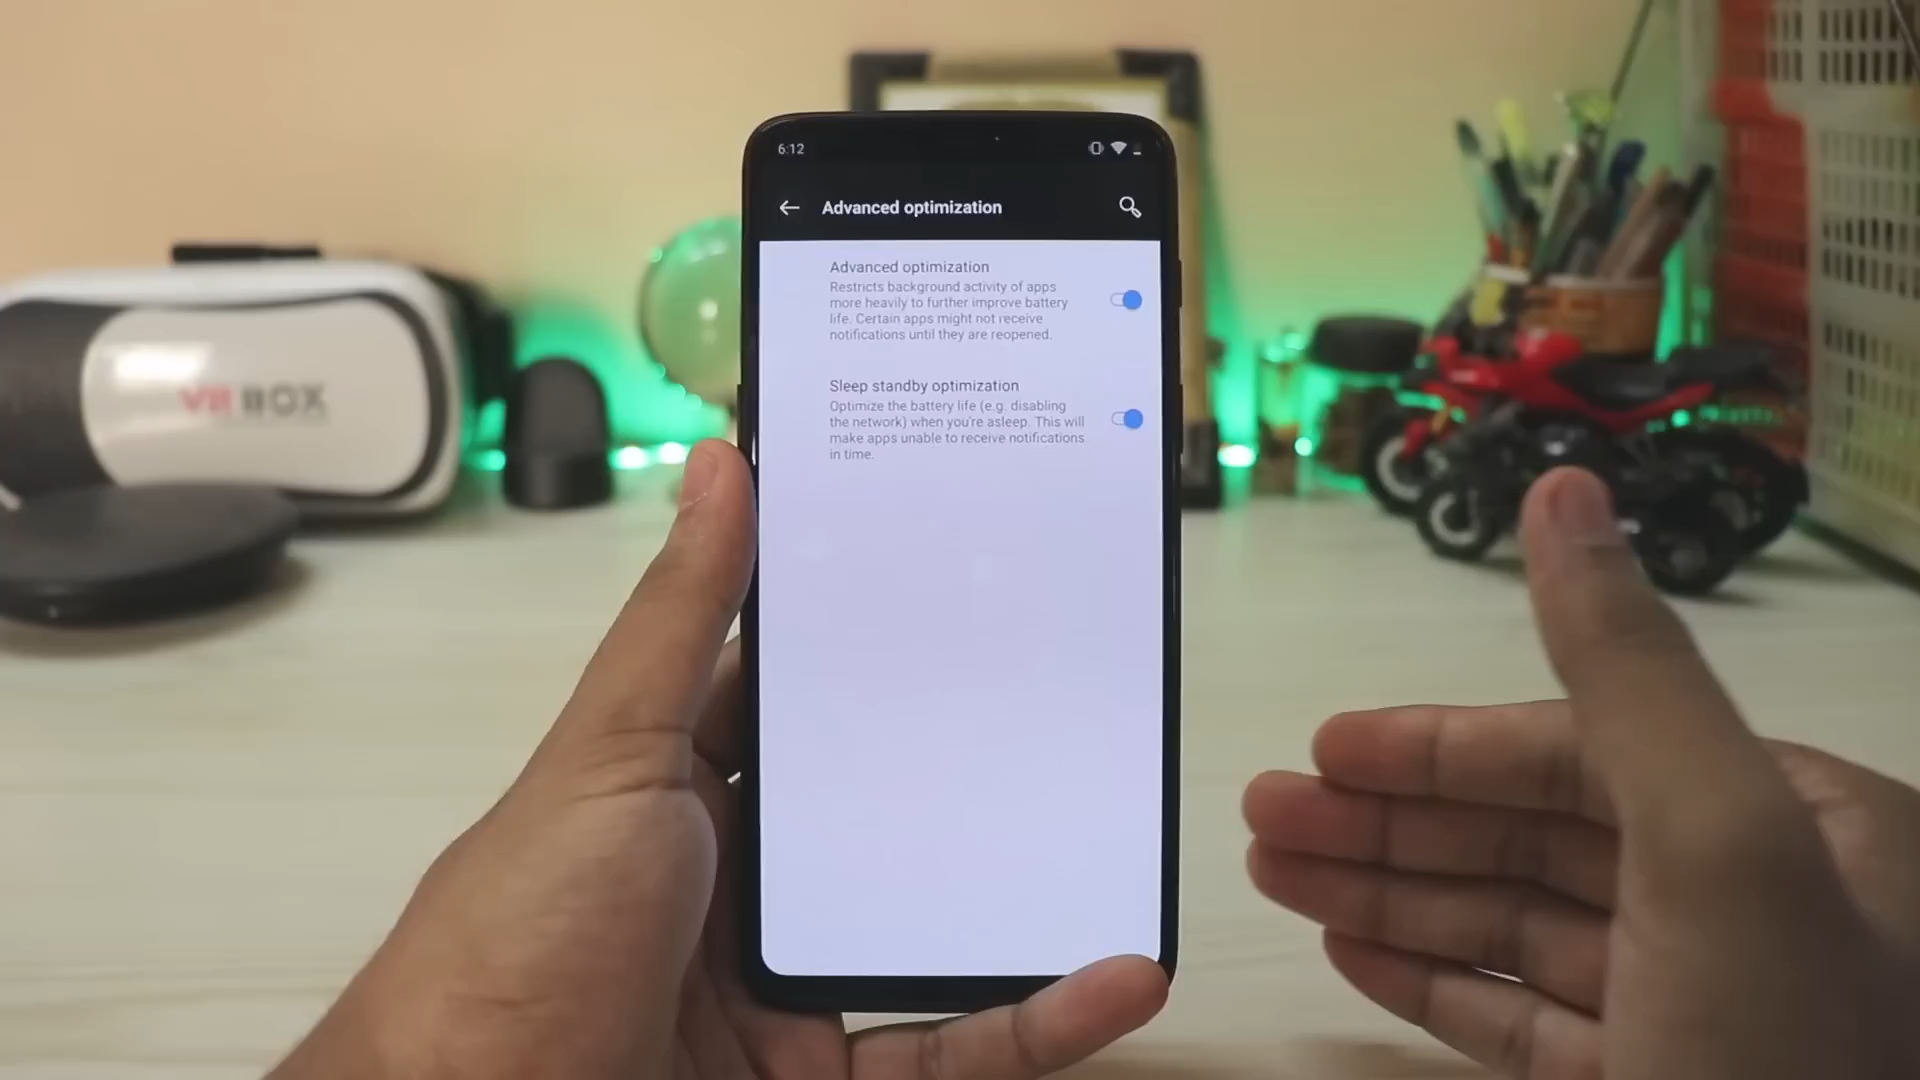 6:12
Advanced optimization
Advanced optimization
Restricts background activity of apps
more heavily to further improve battery
life. Certain apps might not receive
notifications until they are reopened.
Sleep standby optimization
Optimize the battery life (e.g. disabling
the network) when you're asleep. This will
make apps unable to receive notifications
in time.
VR BOX